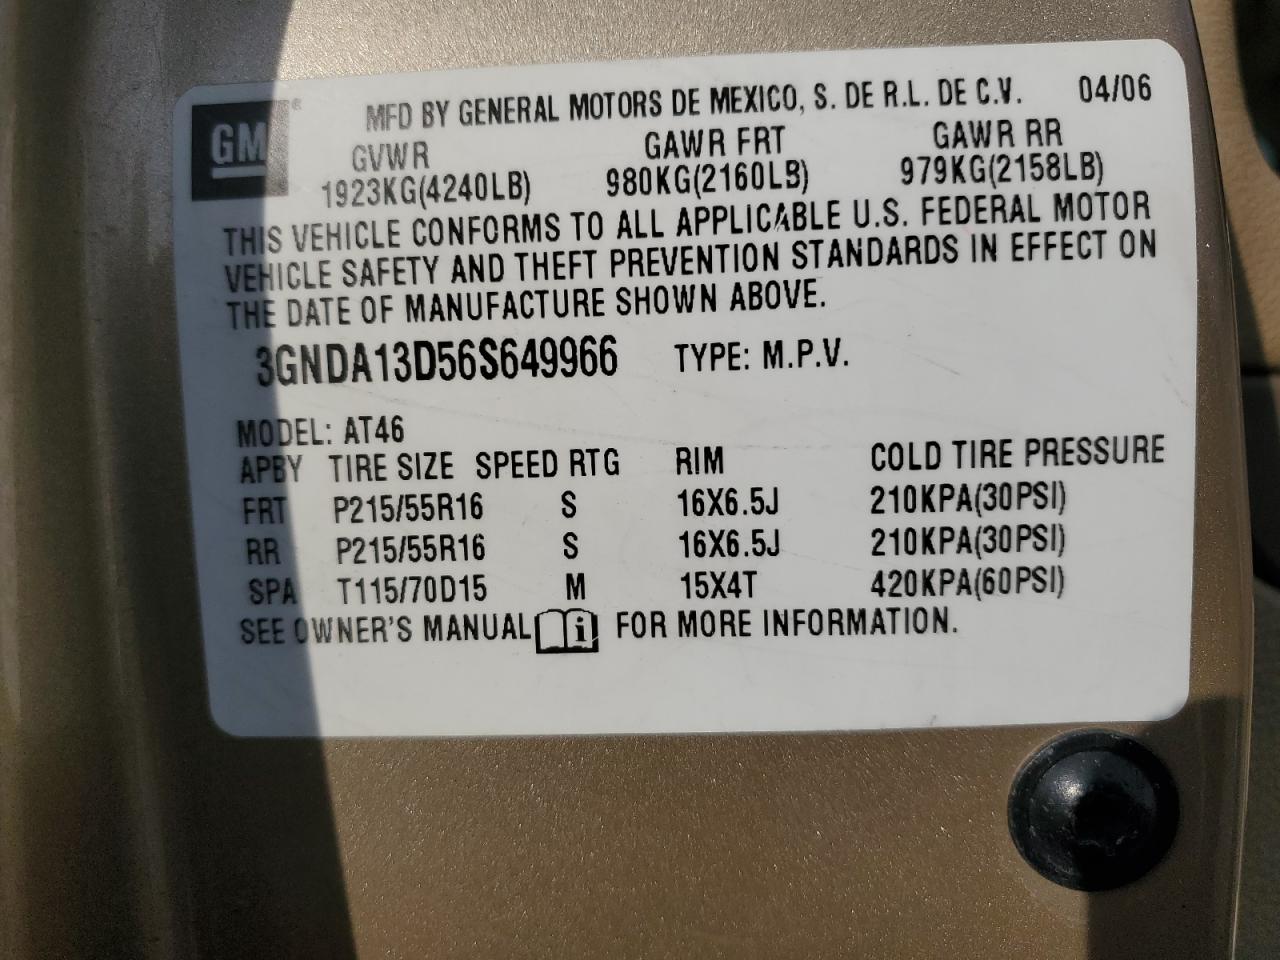 GM®
MFD BY GENERAL MOTORS DE MEXICO, S. DE R.L. DE C.V. 04/06
GVWR GAWR FRT GAWR RR
1923KG(4240LB) 980KG(2160LB) 979KG(2158LB)
THIS VEHICLE CONFORMS TO ALL APPLICABLE U.S. FEDERAL MOTOR
VEHICLE SAFETY AND THEFT PREVENTION STANDARDS IN EFFECT ON
THE DATE OF MANUFACTURE SHOWN ABOVE.
3GNDA13D56S649966 TYPE: M.P.V.
MODEL: AT46
APBY TIRE SIZE SPEED RTG RIM COLD TIRE PRESSURE
FRT P215/55R16 S 16X6.5J 210KPA(30PSI)
RR P215/55R16 S 16X6.5J 210KPA(30PSI)
SPA T115/70D15 M 15X4T 420KPA(60PSI)
SEE OWNER'S MANUAL i FOR MORE INFORMATION.